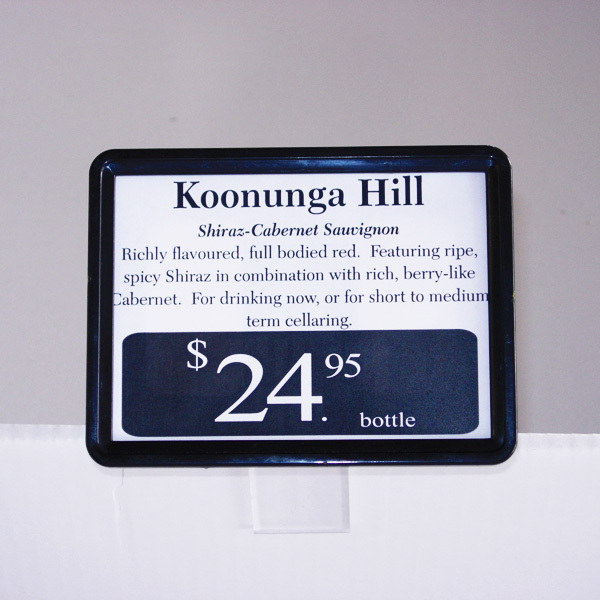 Koonunga Hill
Shiraz-Cabernet Sauvignon
Richly flavoured, full bodied red. Featuring ripe,
spicy Shiraz in combination with rich, berry-like
Cabernet. For drinking now, or for short to medium
term cellaring.
$24.95 bottle